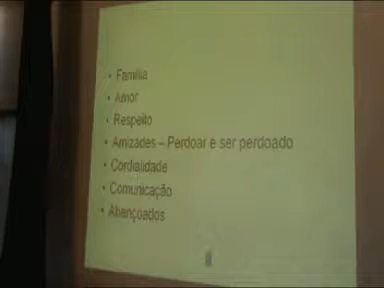 • Família
• Amor
• Respeito
• Amizades – Perdoar e ser perdoado
• Cordialidade
• Comunicação
• Abençoados